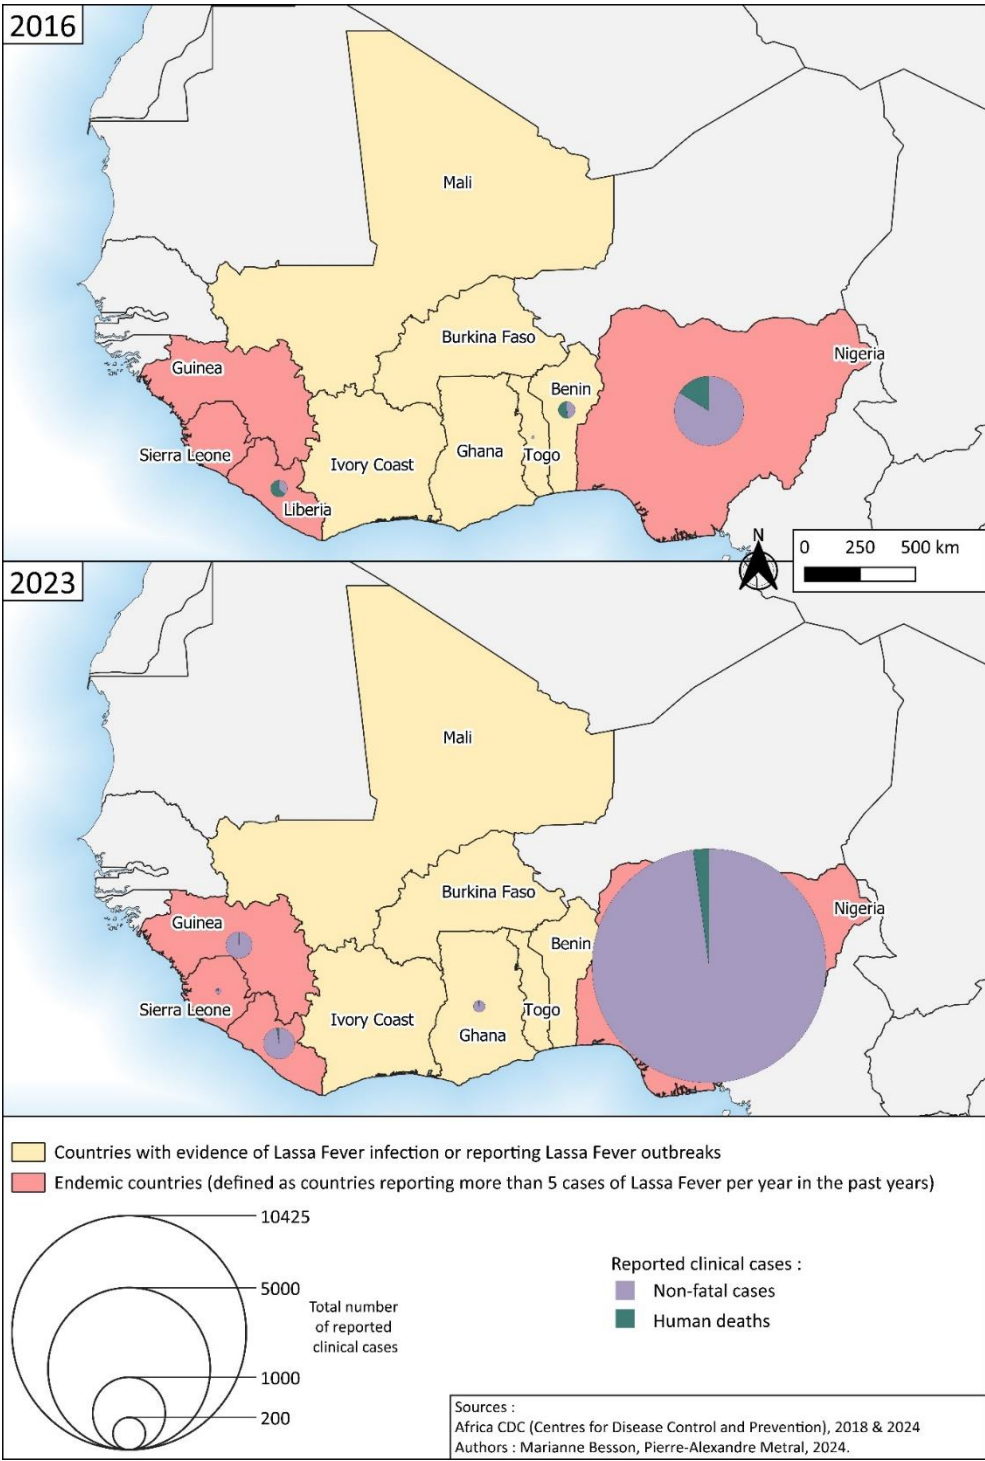 2016
Mali
Burkina Faso
Nigeria
Guinea
Benin
Sierra Leone
Ivory Coast
Ghana
Togo
Liberia
N
0 250 500 km
2023
Mali
Burkina Faso
Nigeria
Guinea
Benin
Sierra Leone
Ivory Coast
Ghana
Togo
Countries with evidence of Lassa Fever infection or reporting Lassa Fever outbreaks
Endemic countries (defined as countries reporting more than 5 cases of Lassa Fever per year in the past years)
10425
5000
1000
200
Total number
of reported
clinical cases
Reported clinical cases :
Non-fatal cases
Human deaths
Sources :
Africa CDC (Centres for Disease Control and Prevention), 2018 & 2024
Authors : Marianne Besson, Pierre-Alexandre Metral, 2024.